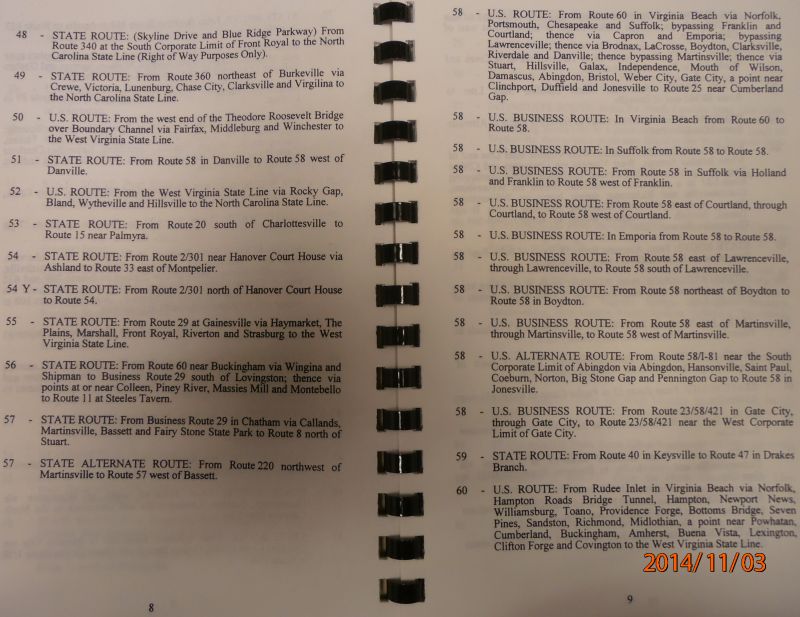 48 - STATE ROUTE: (Skyline Drive and Blue Ridge Parkway) From
Route 340 at the South Corporate Limit of Front Royal to the North
Carolina State Line (Right of Way Purposes Only).
49 - STATE ROUTE: From Route 360 northeast of Burkeville via
Crewe, Victoria, Lunenburg, Chase City, Clarksville and Virgilina to
the North Carolina State Line.
50 - U.S. ROUTE: From the west end of the Theodore Roosevelt Bridge
over Boundary Channel via Fairfax, Middleburg and Winchester to
the West Virginia State Line.
51 - STATE ROUTE: From Route 58 in Danville to Route 58 west of
Danville.
52 - U.S. ROUTE: From the West Virginia State Line via Rocky Gap,
Bland, Wytheville and Hillsville to the North Carolina State Line.
53 - STATE ROUTE: From Route 20 south of Charlottesville to
Route 15 near Palmyra.
54 - STATE ROUTE: From Route 2/301 near Hanover Court House via
Ashland to Route 33 east of Montpelier.
54 Y - STATE ROUTE: From Route 2/301 north of Hanover Court House
to Route 54.
55 - STATE ROUTE: From Route 29 at Gainesville via Haymarket, The
Plains, Marshall, Front Royal, Riverton and Strasburg to the West
Virginia State Line.
56 - STATE ROUTE: From Route 60 near Buckingham via Wingina and
Shipman to Business Route 29 south of Lovingston; thence via
points at or near Colleen, Piney River, Massies Mill and Montebello
to Route 11 at Steeles Tavern.
57 - STATE ROUTE: From Business Route 29 in Chatham via Callands,
Martinsville, Bassett and Fairy Stone State Park to Route 8 north of
Stuart.
57 - STATE ALTERNATE ROUTE: From Route 220 northwest of
Martinsville to Route 57 west of Bassett.
8
58 - U.S. ROUTE: From Route 60 in Virginia Beach via Norfolk,
Portsmouth, Chesapeake and Suffolk; bypassing Franklin and
Courtland; thence via Capron and Emporia; bypassing
Lawrenceville; thence via Brodnax, LaCrosse, Boydton, Clarksville,
Riverdale and Danville; thence bypassing Martinsville; thence via
Stuart, Hillsville, Galax, Independence, Mouth of Wilson,
Damascus, Abingdon, Bristol, Weber City, Gate City, a point near
Clinchport, Duffield and Jonesville to Route 25 near Cumberland
Gap.
58 - U.S. BUSINESS ROUTE: In Virginia Beach from Route 60 to
Route 58.
58 - U.S. BUSINESS ROUTE: In Suffolk from Route 58 to Route 58.
58 - U.S. BUSINESS ROUTE: From Route 58 in Suffolk via Holland
and Franklin to Route 58 west of Franklin.
58 - U.S. BUSINESS ROUTE: From Route 58 east of Courtland, through
Courtland, to Route 58 west of Courtland.
58 - U.S. BUSINESS ROUTE: In Emporia from Route 58 to Route 58.
58 - U.S. BUSINESS ROUTE: From Route 58 east of Lawrenceville,
through Lawrenceville, to Route 58 south of Lawrenceville.
58 - U.S. BUSINESS ROUTE: From Route 58 northeast of Boydton to
Route 58 in Boydton.
58 - U.S. BUSINESS ROUTE: From Route 58 east of Martinsville,
through Martinsville, to Route 58 west of Martinsville.
58 - U.S. ALTERNATE ROUTE: From Route 58/I-81 near the South
Corporate Limit of Abingdon via Abingdon, Hansonville, Saint Paul,
Coeburn, Norton, Big Stone Gap and Pennington Gap to Route 58 in
Jonesville.
58 - U.S. BUSINESS ROUTE: From Route 23/58/421 in Gate City,
through Gate City, to Route 23/58/421 near the West Corporate
Limit of Gate City.
59 - STATE ROUTE: From Route 40 in Keysville to Route 47 in Drakes
Branch.
60 - U.S. ROUTE: From Rudee Inlet in Virginia Beach via Norfolk,
Hampton Roads Bridge Tunnel, Hampton, Newport News,
Williamsburg, Toano, Providence Forge, Bottoms Bridge, Seven
Pines, Sandston, Richmond, Midlothian, a point near Powhatan,
Cumberland, Buckingham, Amherst, Buena Vista, Lexington,
Clifton Forge and Covington to the West Virginia State Line.
2014/11/03
9